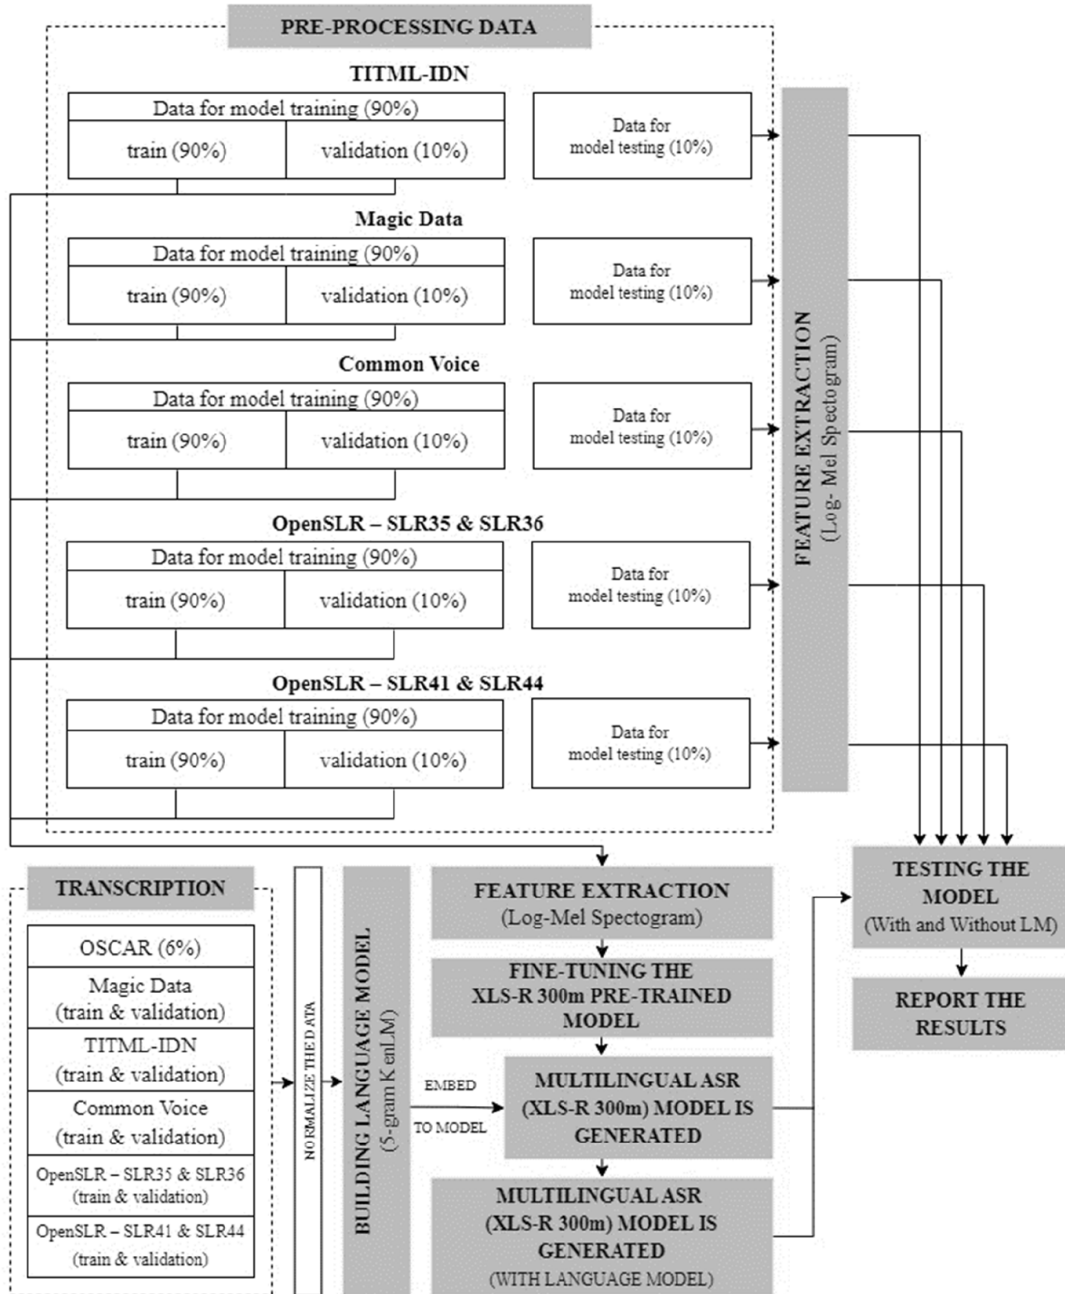 PRE-PROCESSING DATA
TITML-IDN
Data for model training (90%)
train (90%)
validation (10%)
Data for
model testing (10%)
Magic Data
Data for model training (90%)
train (90%)
validation (10%)
Data for
model testing (10%)
Common Voice
Data for model training (90%)
train (90%)
validation (10%)
Data for
model testing (10%)
OpenSLR – SLR35 & SLR36
Data for model training (90%)
train (90%)
validation (10%)
Data for
model testing (10%)
OpenSLR – SLR41 & SLR44
Data for model training (90%)
train (90%)
validation (10%)
Data for
model testing (10%)
FEATURE EXTRACTION
(Log- Mel Spectogram)
TRANSCRIPTION
OSCAR (6%)
Magic Data
(train & validation)
TITML-IDN
(train & validation)
Common Voice
(train & validation)
OpenSLR – SLR35 & SLR36
(train & validation)
OpenSLR – SLR41 & SLR44
(train & validation)
NORMALIZE THE DATA
BUILDING LANGUAGE MODEL
(5-gram KenLM)
EMBED
TO MODEL
FEATURE EXTRACTION
(Log-Mel Spectogram)
FINE-TUNING THE
XLS-R 300m PRE-TRAINED
MODEL
MULTILINGUAL ASR
(XLS-R 300m) MODEL IS
GENERATED
MULTILINGUAL ASR
(XLS-R 300m) MODEL IS
GENERATED
(WITH LANGUAGE MODEL)
TESTING THE
MODEL
(With and Without LM)
REPORT THE
RESULTS